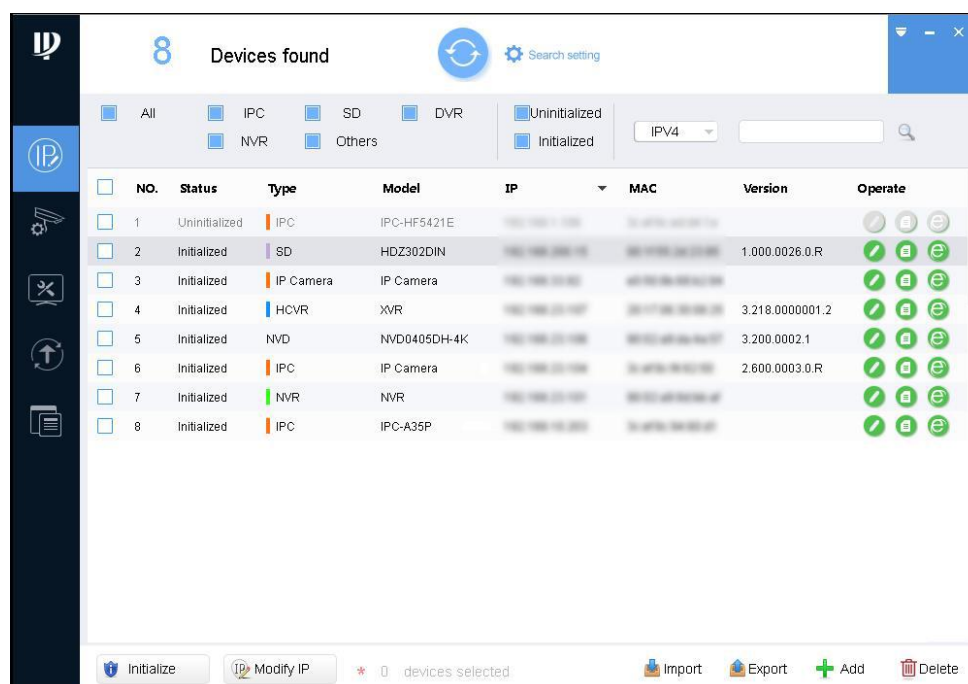 8 Devices found Search setting
All IPC SD DVR Uninitialized
NVR Others Initialized
IPV4
NO. Status Type Model IP MAC Version Operate
1 Uninitialized IPC IPC-HF5421E
2 Initialized SD HDZ302DIN 1.000.0026.0.R
3 Initialized IP Camera IP Camera
4 Initialized HCVR XVR 3.218.0000001.2
5 Initialized NVD NVD0405DH-4K 3.200.0002.1
6 Initialized IPC IP Camera 2.600.0003.0.R
7 Initialized NVR NVR
8 Initialized IPC IPC-A35P
Initialize Modify IP * 0 devices selected Import Export Add Delete